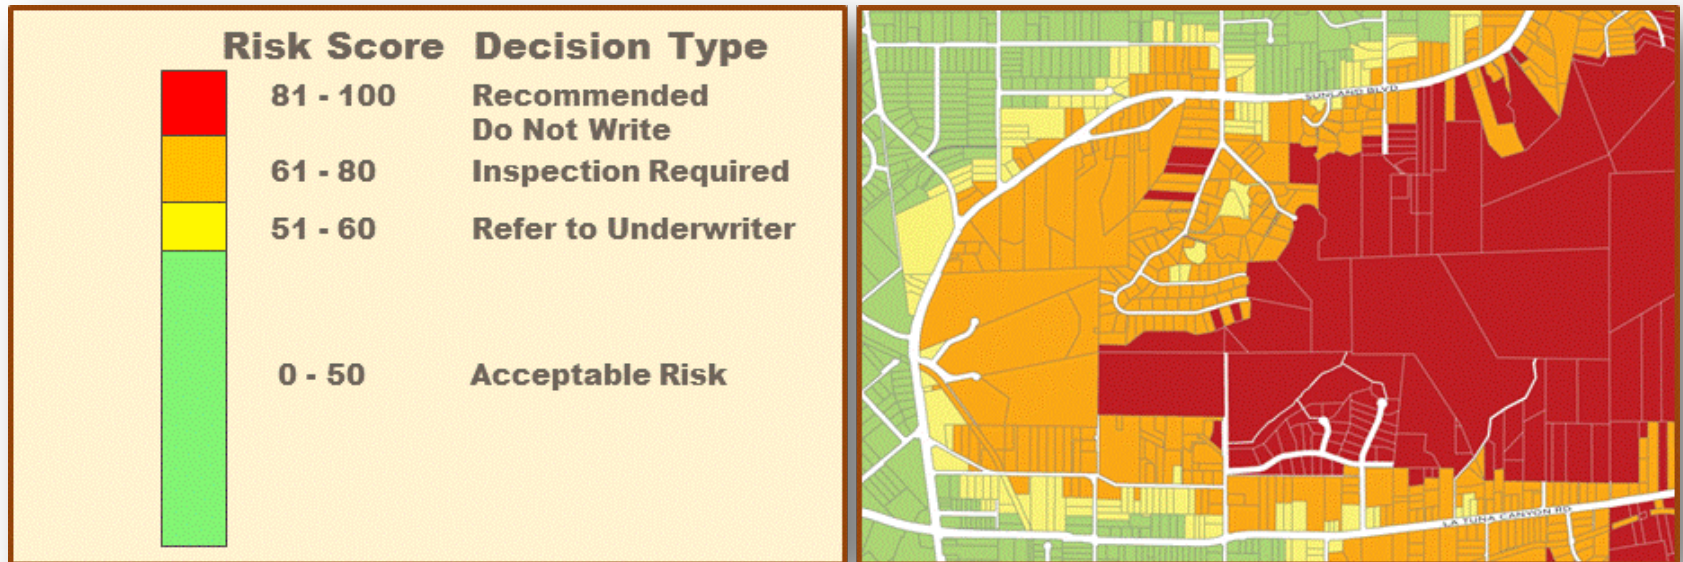 Risk Score Decision Type
81 - 100 Recommended
Do Not Write
61 - 80 Inspection Required
51 - 60 Refer to Underwriter
0 - 50 Acceptable Risk
SUNLAND BLVD
LA TUNA CANYON RD